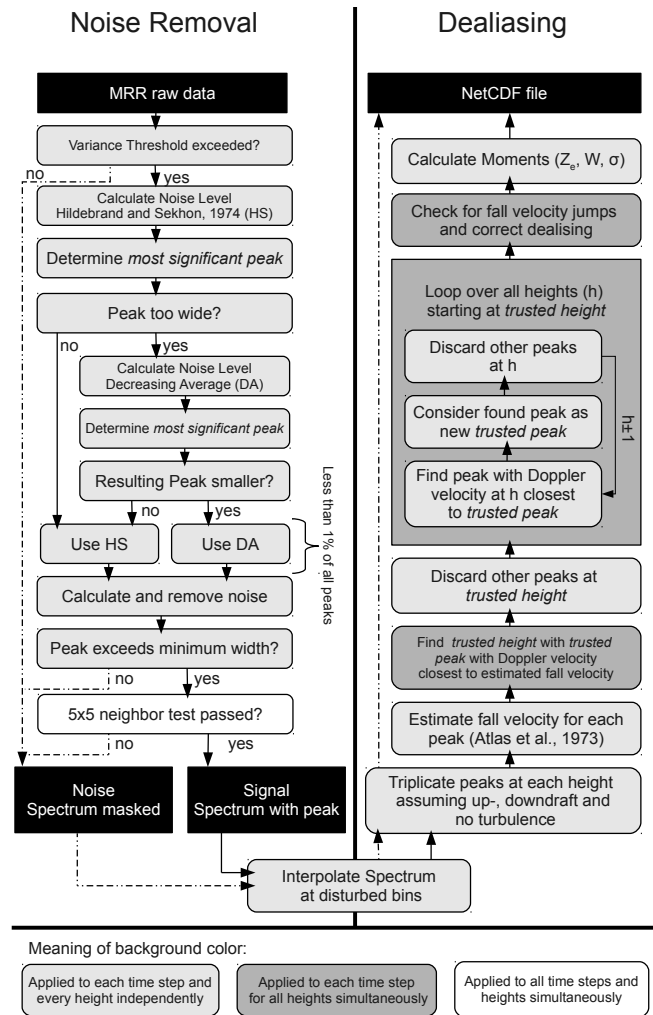 Noise Removal
MRR raw data
Variance Threshold exceeded?
no
yes
Calculate Noise Level
Hildebrand and Sekhon, 1974 (HS)
Determine most significant peak
Peak too wide?
no
yes
Calculate Noise Level
Decreasing Average (DA)
Determine most significant peak
Resulting Peak smaller?
no
yes
Use HS
Use DA
Less than 1% of all peaks
Calculate and remove noise
Peak exceeds minimum width?
no
yes
5x5 neighbor test passed?
no
yes
Noise
Spectrum masked
Signal
Spectrum with peak
Interpolate Spectrum
at disturbed bins
Dealiasing
NetCDF file
Calculate Moments (Ze, W, σ)
Check for fall velocity jumps
and correct dealising
Loop over all heights (h)
starting at trusted height
Discard other peaks
at h
Consider found peak as
new trusted peak
Find peak with Doppler
velocity at h closest
to trusted peak
h±1
Discard other peaks at
trusted height
Find trusted height with trusted
peak with Doppler velocity
closest to estimated fall velocity
Estimate fall velocity for each
peak (Atlas et al., 1973)
Triplicate peaks at each height
assuming up-, downdraft and
no turbulence
Meaning of background color:
Applied to each time step and
every height independently
Applied to each time step
for all heights simultaneously
Applied to all time steps and
heights simultaneously